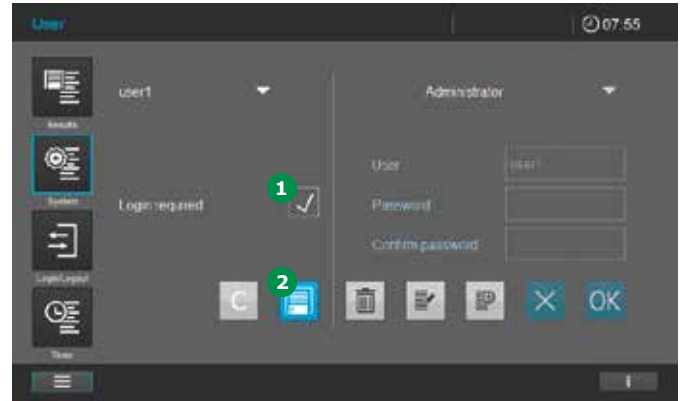 User
07:55
Results
user1
Administrator
System
User
user1
1
Login required
Password
Confirm password
Login/Logout
2
C
OK
Times
i